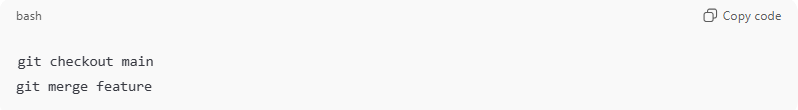 bash
Copy code
git checkout main
git merge feature